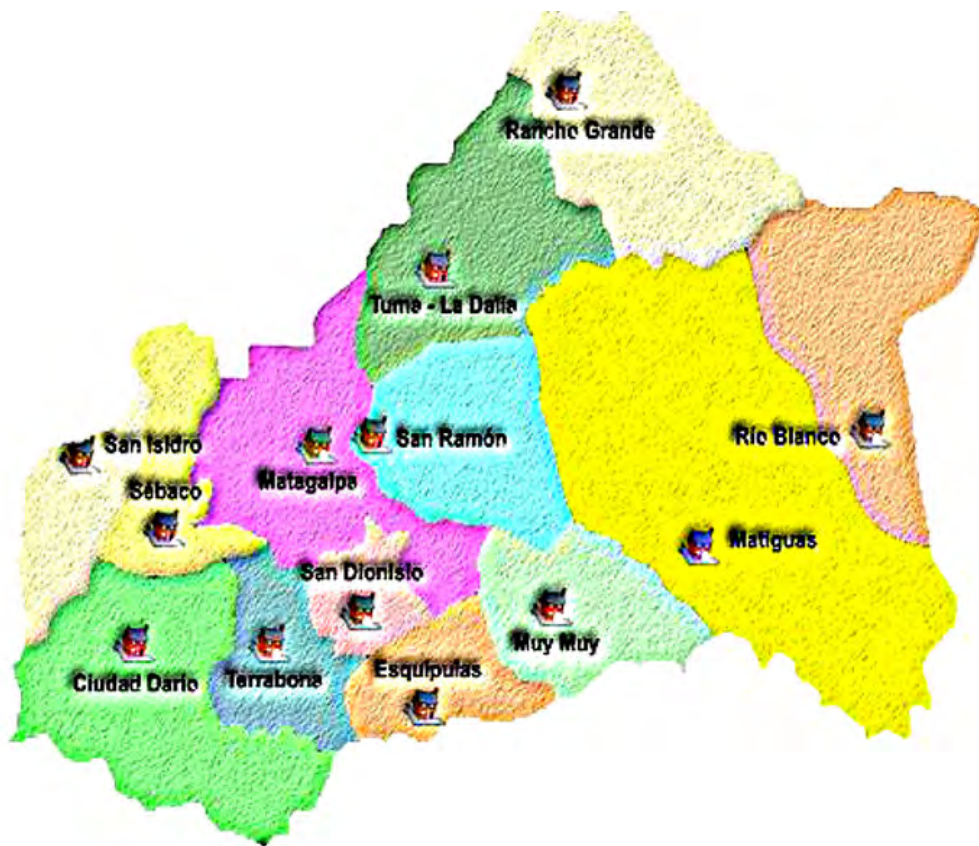 Rancho Grande
Tuma - La Dalia
San Isidro
San Ramón
Río Blanco
Matagalpa
Sébaco
Matiguas
San Dionisio
Muy Muy
Esquipulas
Terrabona
Ciudad Dario